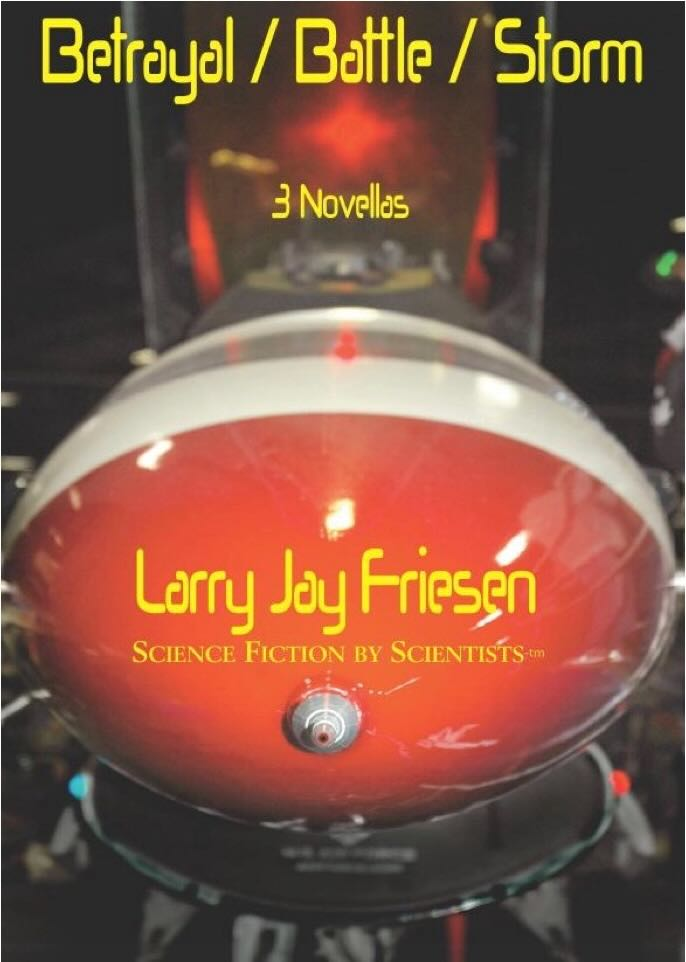 Betrayal / Battle / Storm
3 Novellas
Larry Jay Friesen
SCIENCE FICTION BY SCIENTISTS-tm